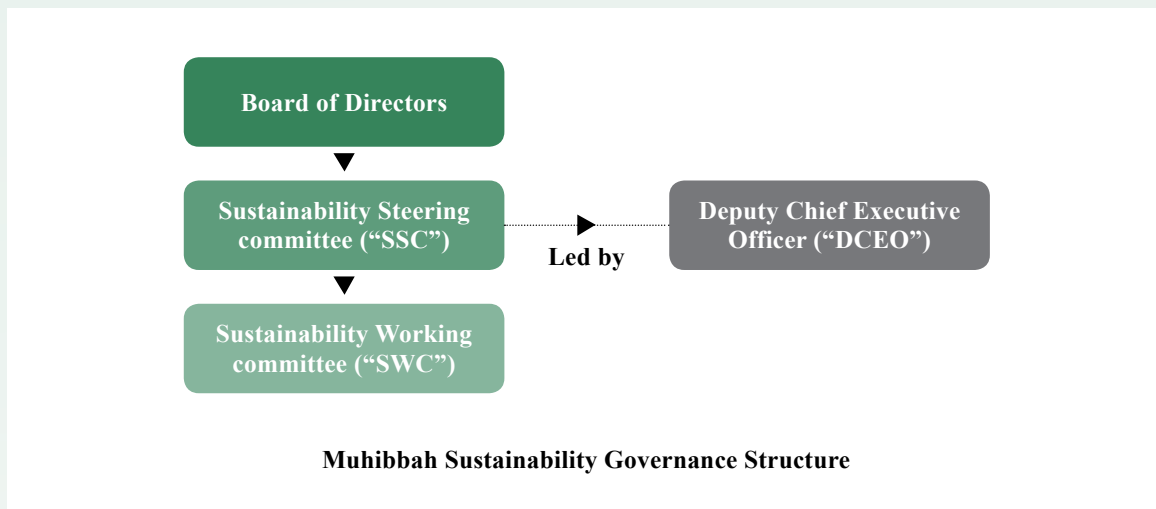 Board of Directors
Sustainability Steering
committee (“SSC”)
Led by
Deputy Chief Executive
Officer (“DCEO”)
Sustainability Working
committee (“SWC”)
Muhibbah Sustainability Governance Structure